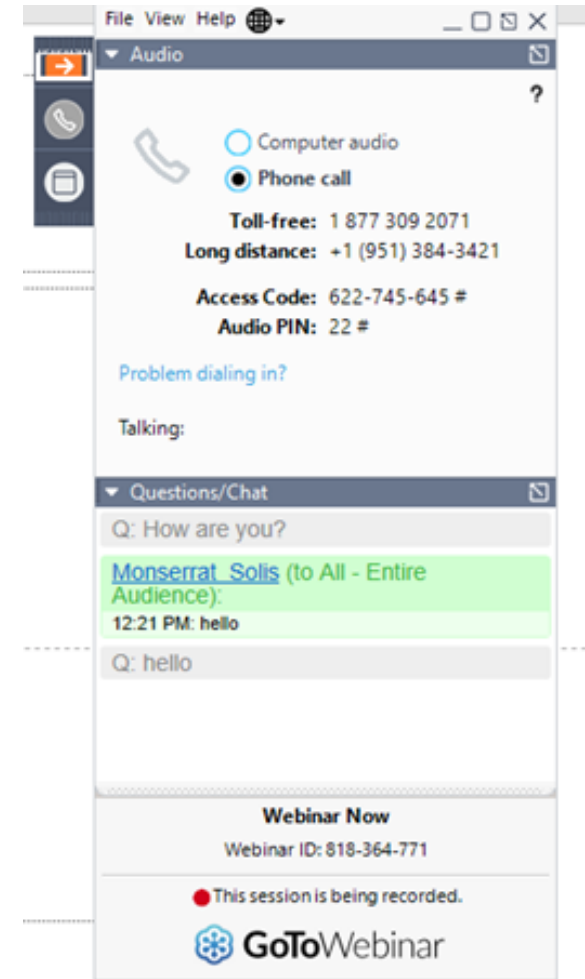 File View Help
Audio
?
Computer audio
Phone call
Toll-free: 1 877 309 2071
Long distance: +1 (951) 384-3421
Access Code: 622-745-645 #
Audio PIN: 22 #
Problem dialing in?
Talking:
Questions/Chat
Q: How are you?
Monserrat Solis (to All - Entire
Audience):
12:21 PM: hello
Q: hello
Webinar Now
Webinar ID: 818-364-771
This session is being recorded.
GoToWebinar